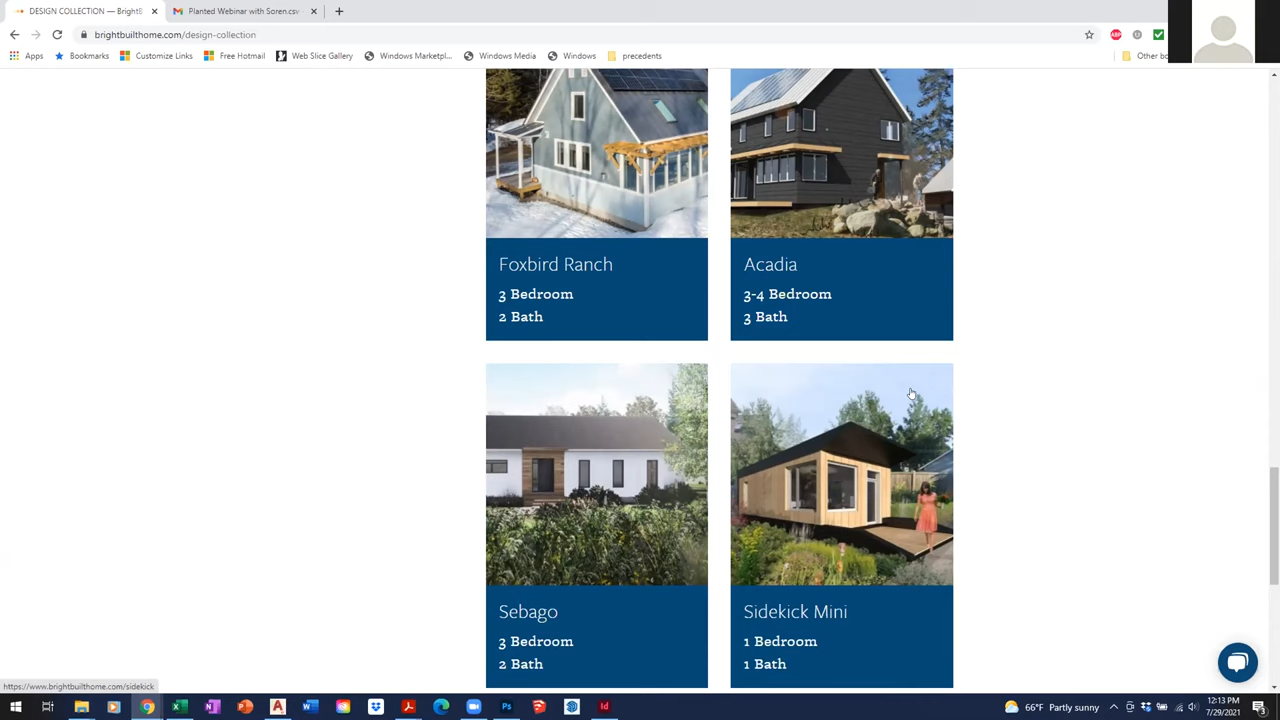 DESIGN COLLECTION — BrightB
Planted Webinar with Soren.csv
brightbuilthome.com/design-collection
Apps
Bookmarks
Customize Links
Free Hotmail
Web Slice Gallery
Windows Marketpl...
Windows Media
Windows
precedents
Other bo
ABP
Foxbird Ranch
3 Bedroom
2 Bath
Acadia
3-4 Bedroom
3 Bath
Sebago
3 Bedroom
2 Bath
Sidekick Mini
1 Bedroom
1 Bath
https://www.brightbuilthome.com/sidekick
66°F Partly sunny
12:13 PM
7/29/2021